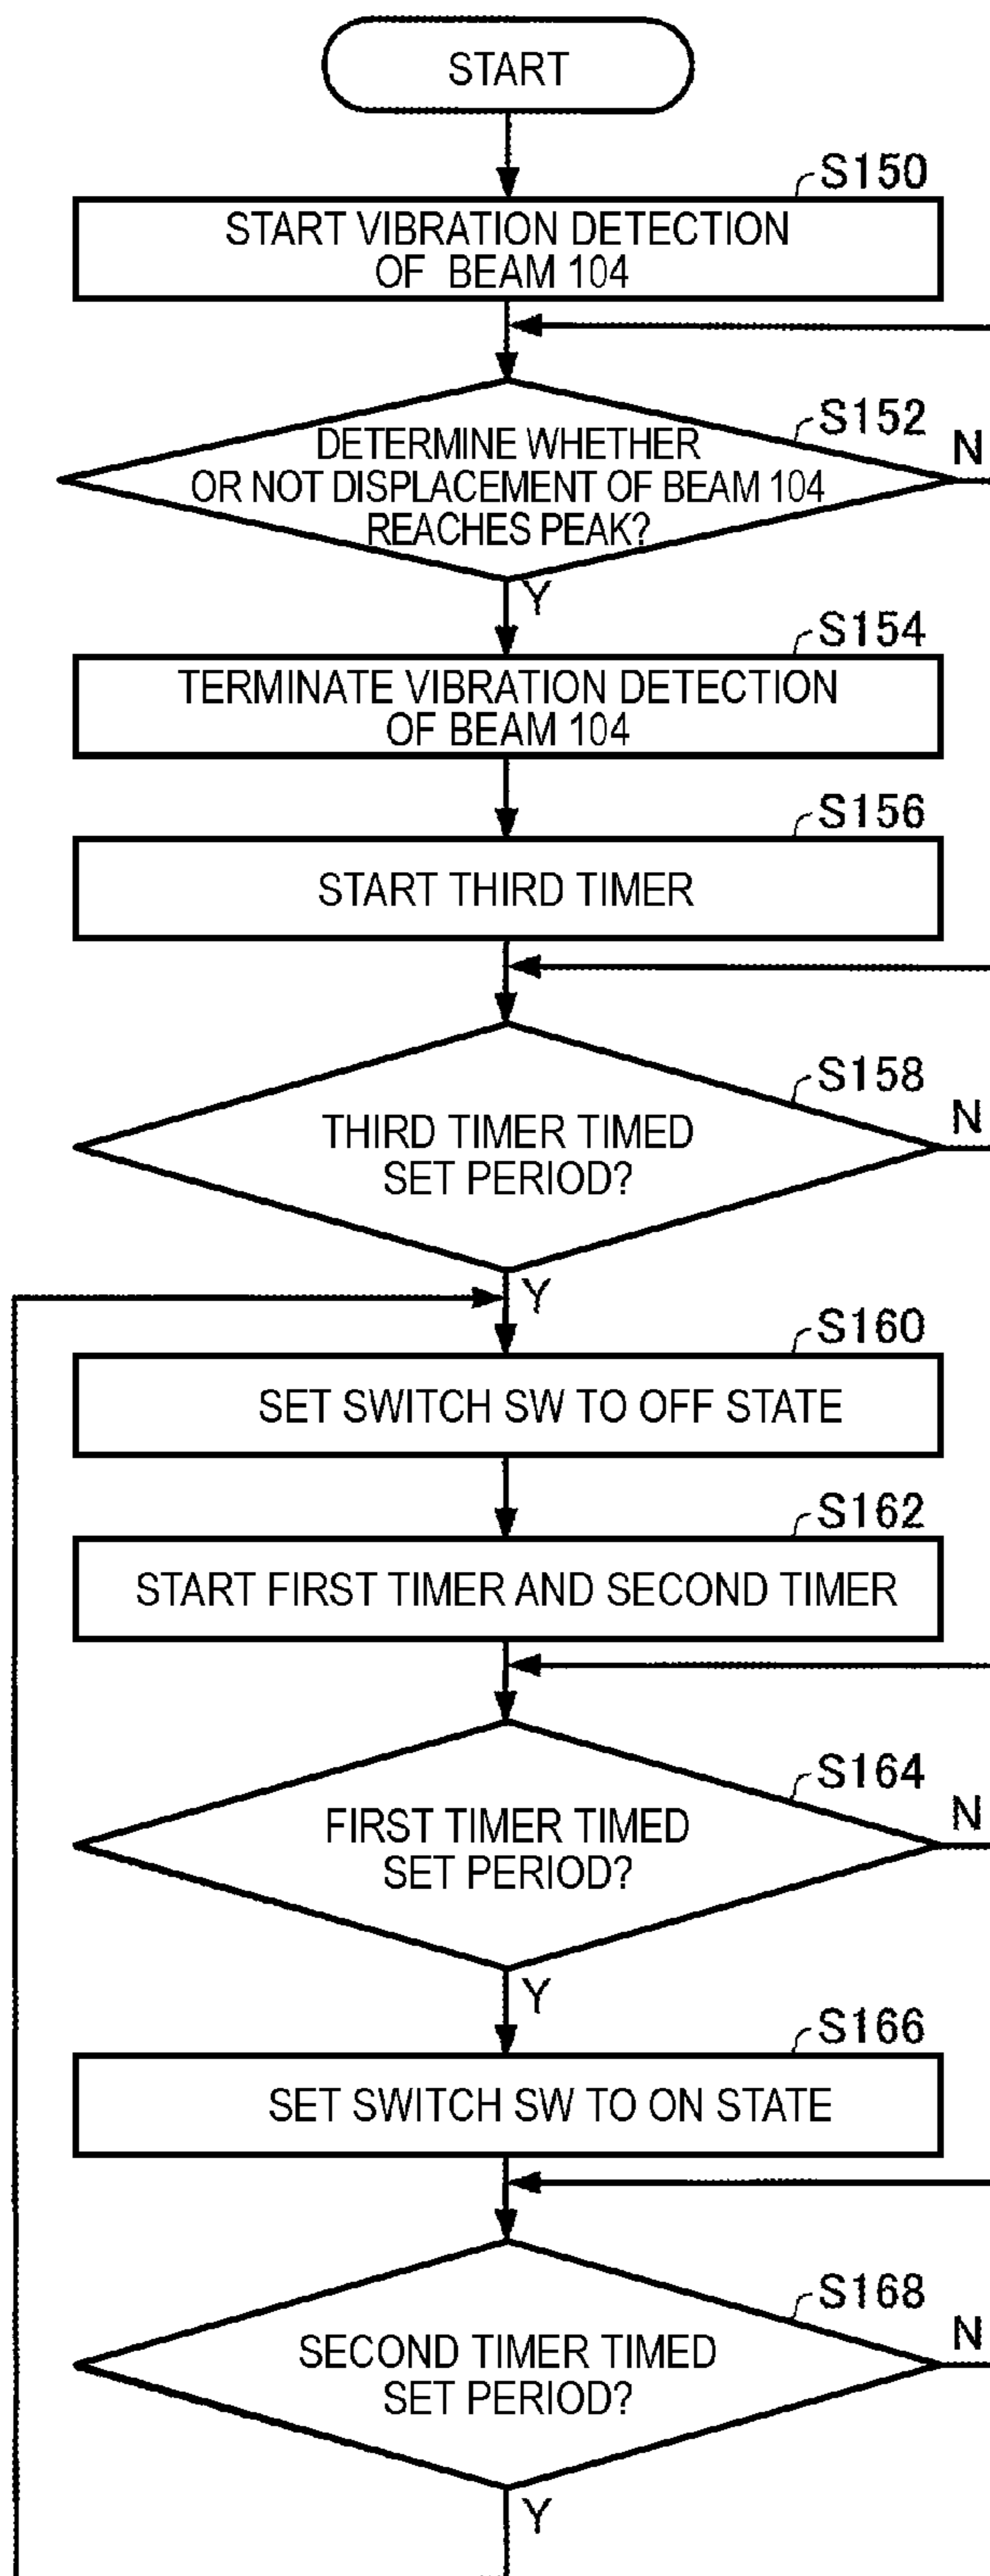 START
S150
START VIBRATION DETECTION
OF BEAM 104
S152
DETERMINE WHETHER
OR NOT DISPLACEMENT OF BEAM 104
REACHES PEAK?
N
Y
S154
TERMINATE VIBRATION DETECTION
OF BEAM 104
S156
START THIRD TIMER
S158
THIRD TIMER TIMED
SET PERIOD?
N
Y
S160
SET SWITCH SW TO OFF STATE
S162
START FIRST TIMER AND SECOND TIMER
S164
FIRST TIMER TIMED
SET PERIOD?
N
Y
S166
SET SWITCH SW TO ON STATE
S168
SECOND TIMER TIMED
SET PERIOD?
N
Y